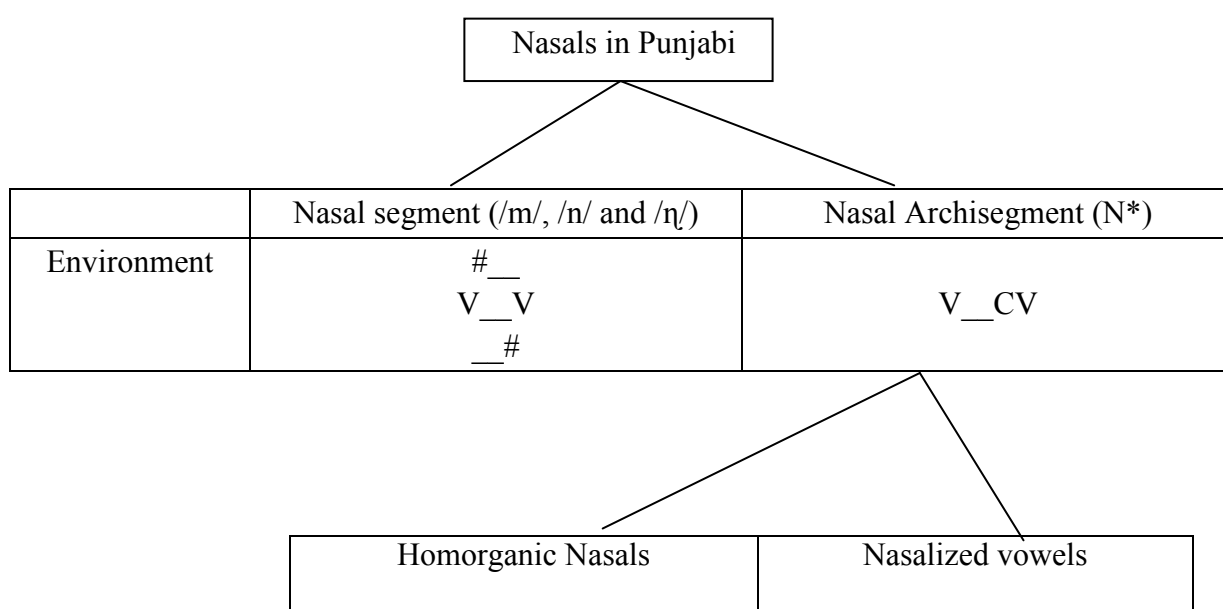 Nasals in Punjabi
Nasal segment (/m/, /n/ and /ɳ/) Nasal Archisegment (N*)
Environment #__
V__V V__CV
__#
Homorganic Nasals Nasalized vowels